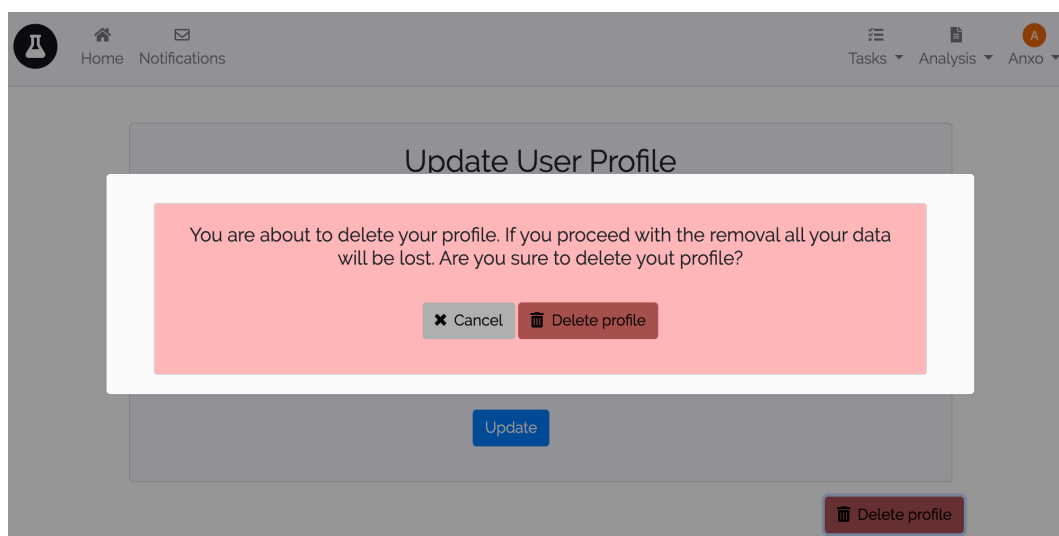 Home Notifications Tasks Analysis A Anxo
Update User Profile
You are about to delete your profile. If you proceed with the removal all your data
will be lost. Are you sure to delete yout profile?
Cancel Delete profile
Update
Delete profile